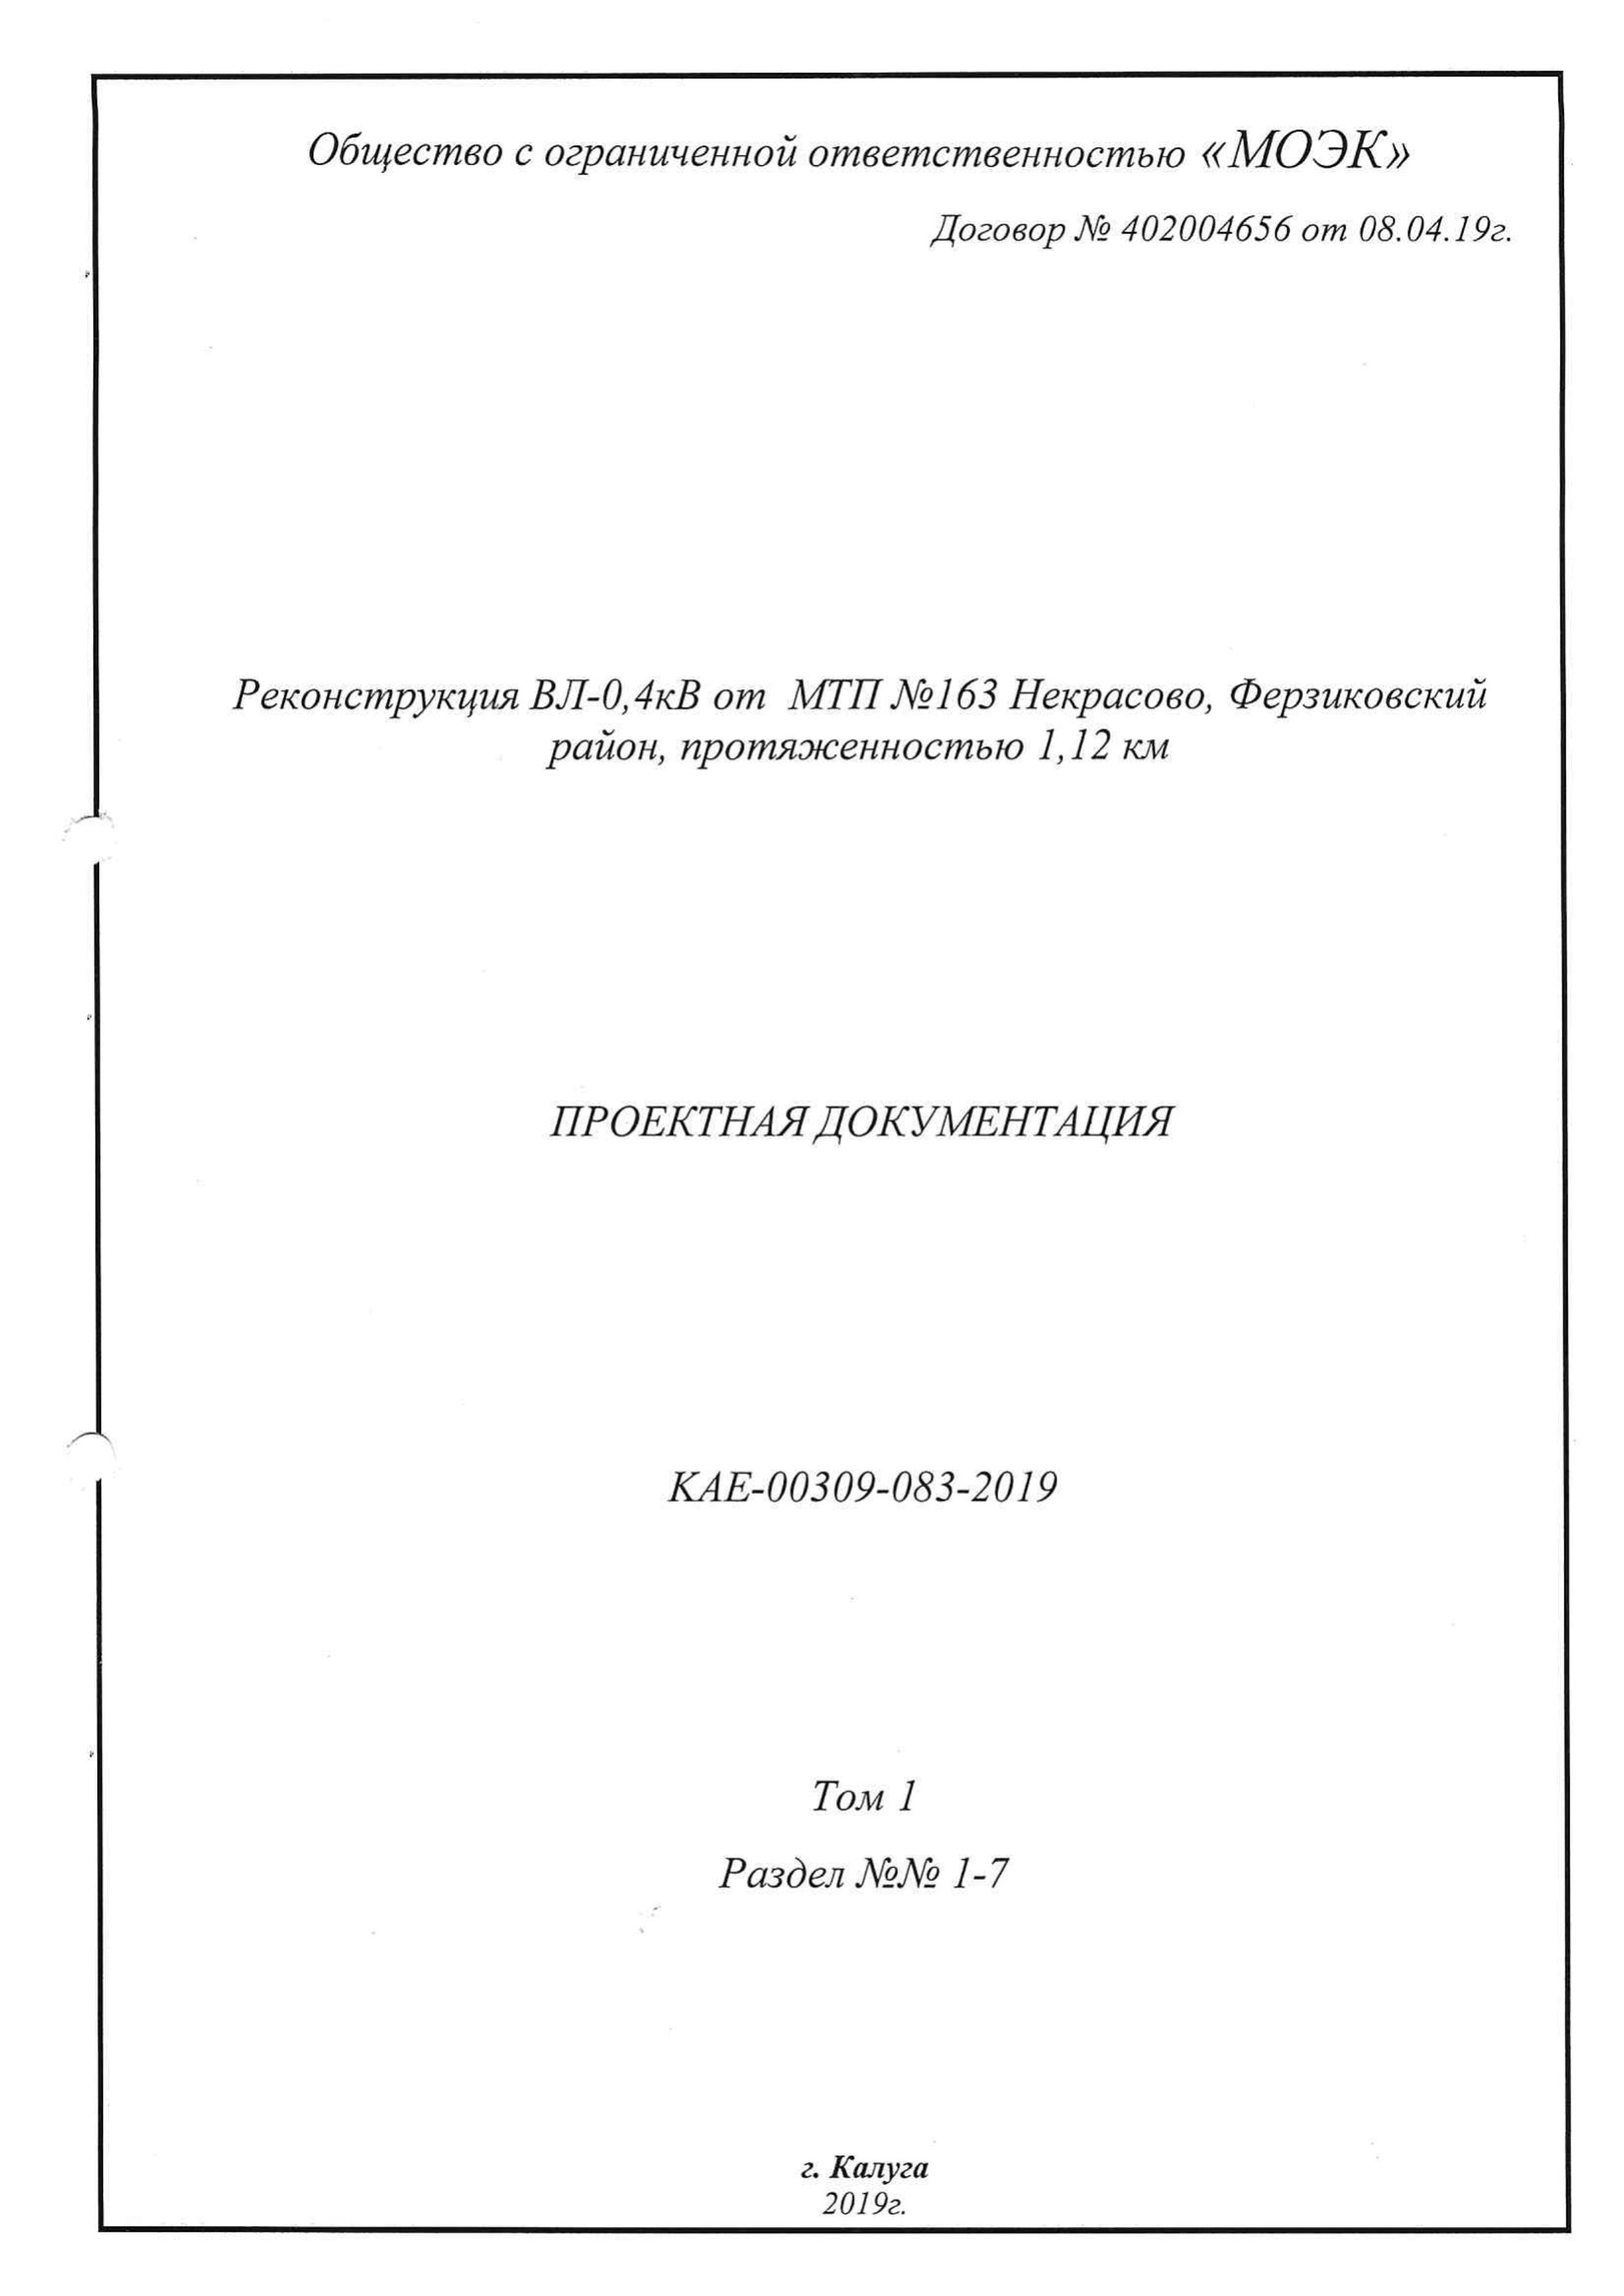 Общество с ограниченной ответственностью «МОЭК»
Договор № 402004656 от 08.04.19г.
Реконструкция ВЛ-0,4кВ от МТП №163 Некрасово, Ферзиковский
район, протяженностью 1,12 км
ПРОЕКТНАЯ ДОКУМЕНТАЦИЯ
КАЕ-00309-083-2019
Том 1
Раздел №№ 1-7
г. Калуга
2019г.